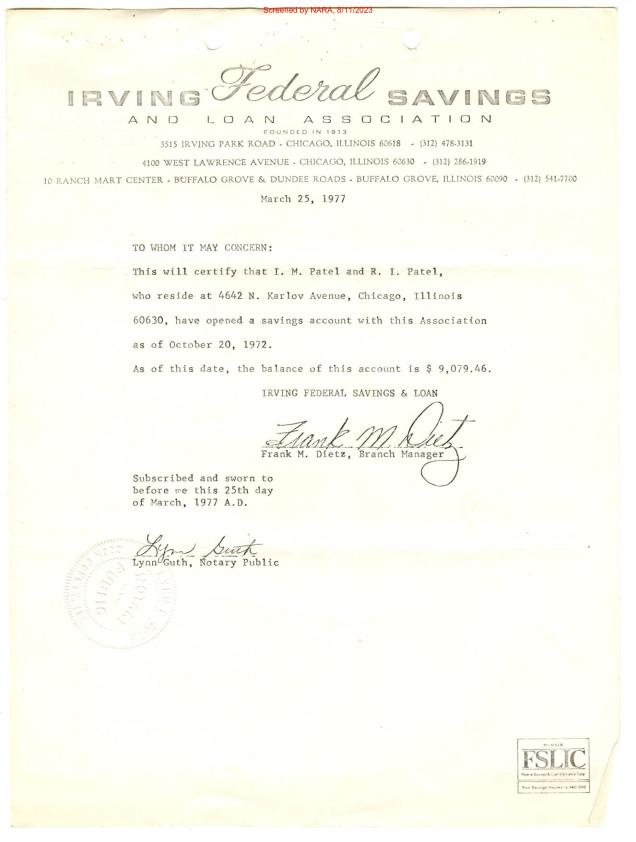 Screened by NARA, 8/11/2023
IRVING Federal SAVINGS
AND LOAN ASSOCIATION
FOUNDED IN 1913
3515 IRVING PARK ROAD - CHICAGO, ILLINOIS 60618 - (312) 478-3131
4100 WEST LAWRENCE AVENUE - CHICAGO, ILLINOIS 60630 - (312) 286-1919
10 RANCH MART CENTER - BUFFALO GROVE & DUNDEE ROADS - BUFFALO GROVE, ILLINOIS 60090 - (312) 541-7700
March 25, 1977
TO WHOM IT MAY CONCERN:
This will certify that I. M. Patel and R. I. Patel,
who reside at 4642 N. Karlov Avenue, Chicago, Illinois
60630, have opened a savings account with this Association
as of October 20, 1972.
As of this date, the balance of this account is $ 9,079.46.
IRVING FEDERAL SAVINGS & LOAN
Frank M. Dietz
Frank M. Dietz, Branch Manager
Subscribed and sworn to
before me this 25th day
of March, 1977 A.D.
Lynn Guth
Lynn Guth, Notary Public
NOTARY
PUBLIC
MEMBER
FSLIC
Federal Savings & Loan Insurance Corp.
Your Savings Insured to $40,000